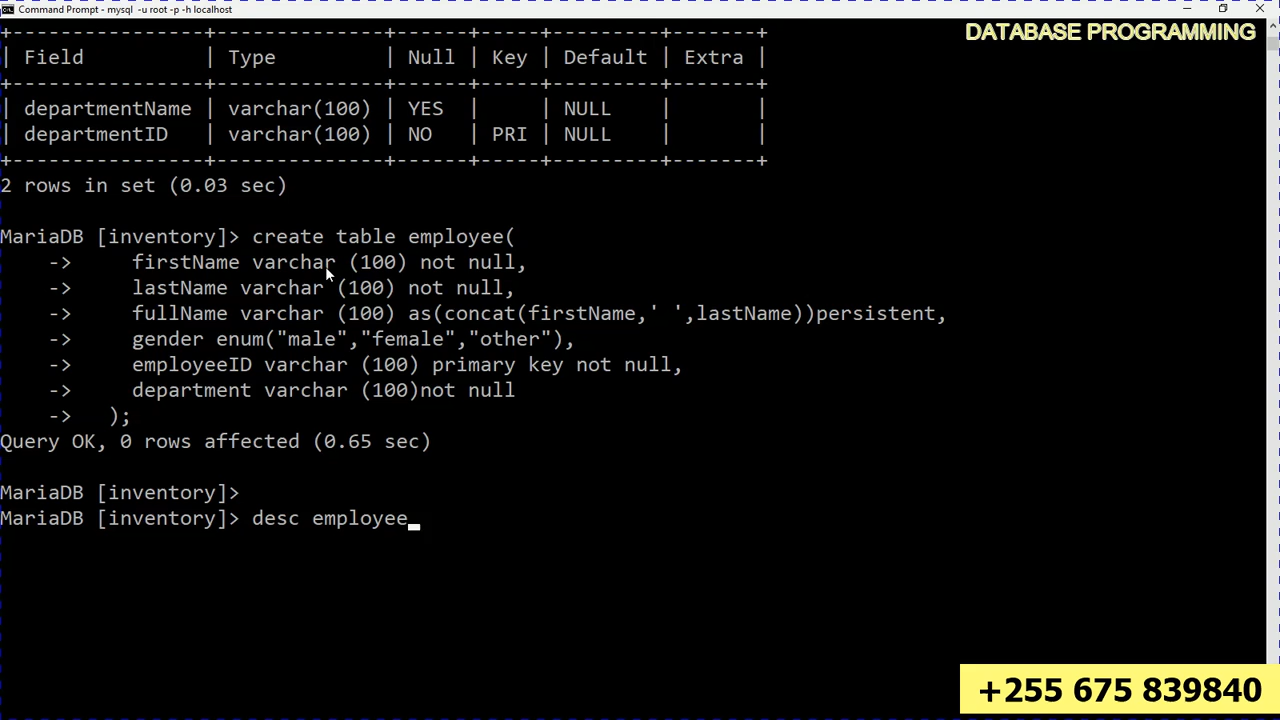 Command Prompt - mysql -u root -p -h localhost
DATABASE PROGRAMMING
+----------------+--------------+------+-----+---------+-------+
| Field          | Type         | Null | Key | Default | Extra |
+----------------+--------------+------+-----+---------+-------+
| departmentName | varchar(100) | YES  |     | NULL    |       |
| departmentID   | varchar(100) | NO   | PRI | NULL    |       |
+----------------+--------------+------+-----+---------+-------+
2 rows in set (0.03 sec)
MariaDB [inventory]> create table employee(
    ->     firstName varchar (100) not null,
    ->     lastName varchar (100) not null,
    ->     fullName varchar (100) as(concat(firstName,' ',lastName))persistent,
    ->     gender enum("male","female","other"),
    ->     employeeID varchar (100) primary key not null,
    ->     department varchar (100)not null
    ->   );
Query OK, 0 rows affected (0.65 sec)
MariaDB [inventory]>
MariaDB [inventory]> desc employee
+255 675 839840